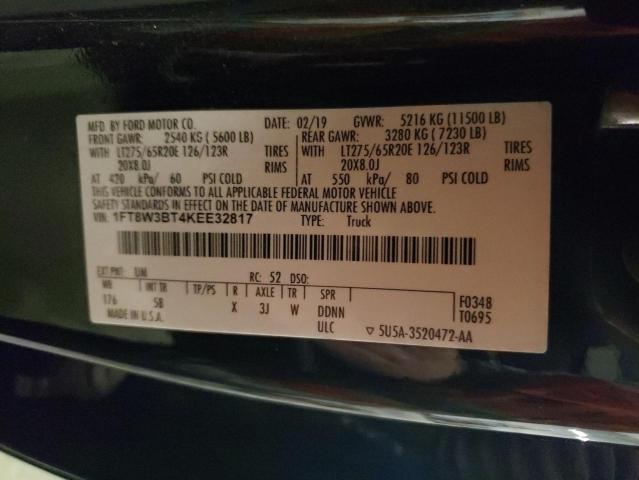 MFD. BY FORD MOTOR CO. DATE: 02/19 GVWR: 5216 KG (11500 LB)
FRONT GAWR: 2540 KG (5600 LB) REAR GAWR: 3280 KG (7230 LB)
WITH LT275/65R20E 126/123R TIRES WITH LT275/65R20E 126/123R TIRES
20X8.0J RIMS 20X8.0J RIMS
AT 420 kPa/ 60 PSI COLD AT 550 kPa/ 80 PSI COLD
THIS VEHICLE CONFORMS TO ALL APPLICABLE FEDERAL MOTOR VEHICLE
SAFETY STANDARDS IN EFFECT ON THE DATE OF MANUFACTURE SHOWN ABOVE.
VIN: 1FT8W3BT4KEE32817 TYPE: Truck
EXT PNT: UM RC: 52 DSO:
WB INT TR TP/PS R AXLE TR SPR F0348
176 5B X 3J W DDNN T0695
MADE IN U.S.A. ULC ▽ 5U5A-3520472-AA